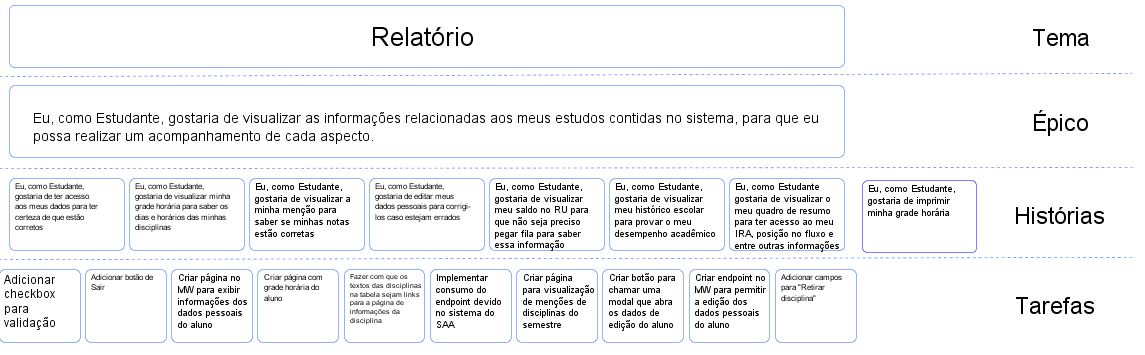 Relatório
Tema
Eu, como Estudante, gostaria de visualizar as informações relacionadas aos meus estudos contidas no sistema, para que eu
possa realizar um acompanhamento de cada aspecto.
Épico
Eu, como Estudante,
gostaria de ter acesso
aos meus dados para ter
certeza de que estão
corretos
Eu, como Estudante,
gostaria de visualizar minha
grade horária para saber os
dias e horários das minhas
disciplinas
Eu, como Estudante,
gostaria de visualizar a
minha menção para
saber se minhas notas
estão corretas
Eu, como Estudante,
gostaria de editar meus
dados pessoais para corrigi-
los caso estejam errados
Eu, como Estudante,
gostaria de visualizar
meu saldo no RU para
que não seja preciso
pegar fila para saber
essa informação
Eu, como Estudante,
gostaria de visualizar
meu histórico escolar
para provar o meu
desempenho acadêmico
Eu, como Estudante,
gostaria de visualizar o
meu quadro de resumo
para ter acesso ao meu
IRA, posição no fluxo e
entre outras informações
Eu, como Estudante,
gostaria de imprimir
minha grade horária
Histórias
Adicionar
checkbox
para
validação
Adicionar botão de
Sair
Criar página no
MW para exibir
informações dos
dados pessoais
do aluno
Criar página com
grade horária do
aluno
Fazer com que os
textos das disciplinas
na tabela sejam links
para a página de
informações da
disciplina
Implementar
consumo do
endpoint devido
no sistema do
SAA
Criar página
para visualização
de menções de
disciplinas do
semestre
Criar botão para
chamar uma
modal que abra
os dados de
edição do aluno
Criar endpoint no
MW para permitir
a edição dos
dados pessoais
do aluno
Adicionar campos
para "Retirar
disciplina"
Tarefas